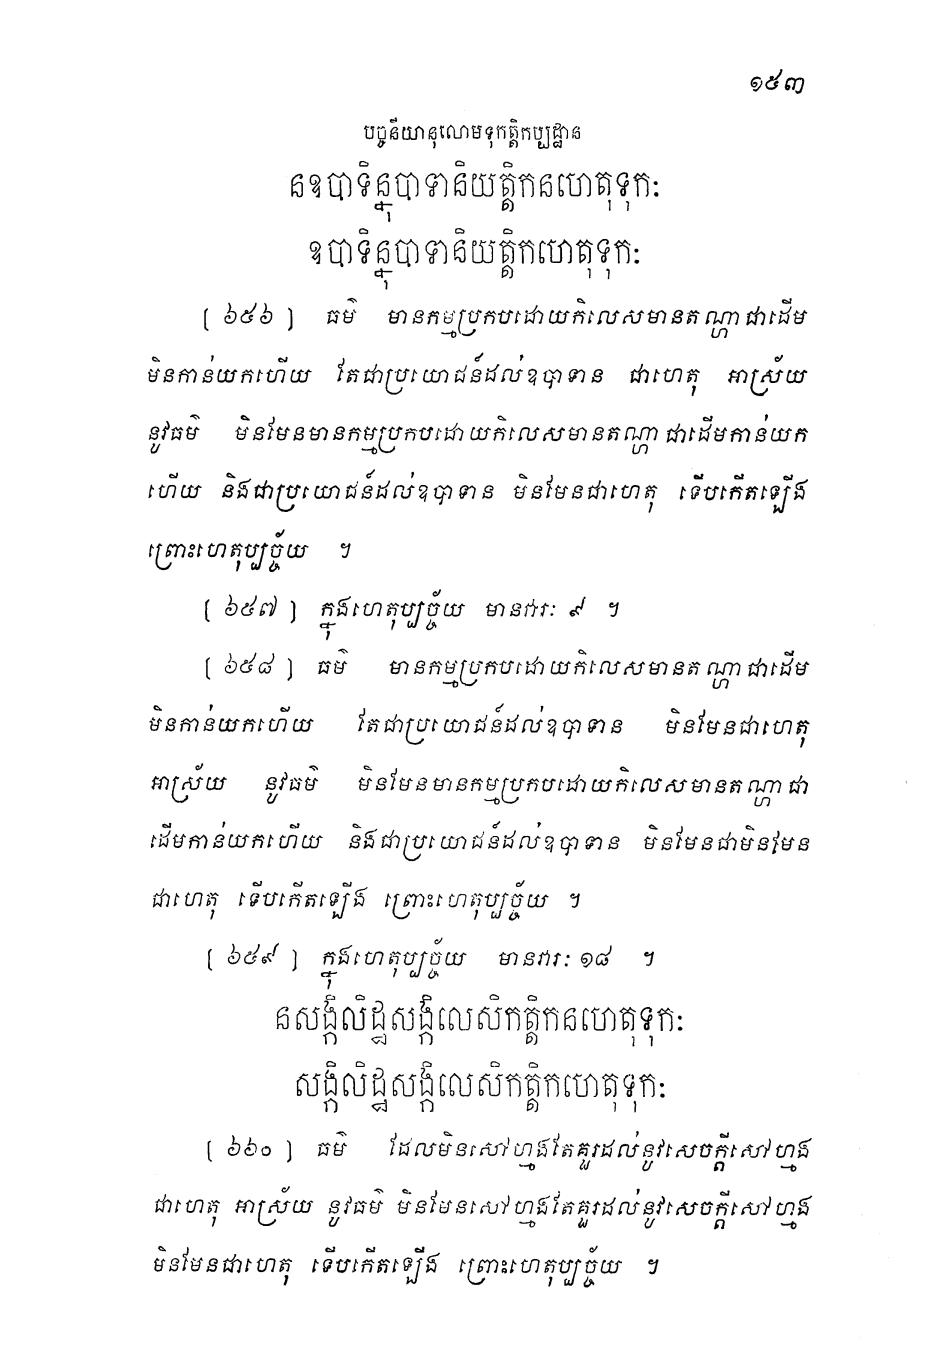 ១៥៣
បច្ចនីយានុលោមទុកត្តិកប្បដ្ឋាន
នឧបាទិន្នុបាទានិយត្តិកនហេតុទុកៈ
ឧបាទិន្នុបាទានិយត្តិកហេតុទុកៈ
[ ៦៥៦ ] ធម៌ មានកម្មប្រកបដោយកិលេសមានតណ្ហាជាដើម
មិនកាន់យកហើយ តែជាប្រយោជន៍ដល់ឧបាទាន ជាហេតុ អាស្រ័យ
នូវធម៌ មិនមែនមានកម្មប្រកបដោយកិលេសមានតណ្ហាជាដើមកាន់យក
ហើយ និងជាប្រយោជន៍ដល់ឧបាទាន មិនមែនជាហេតុ ទើបកើតឡើង
ព្រោះហេតុប្បច្ច័យ ។
[ ៦៥៧ ] ក្នុងហេតុប្បច្ច័យ មានវារៈ ៩ ។
[ ៦៥៨ ] ធម៌ មានកម្មប្រកបដោយកិលេសមានតណ្ហាជាដើម
មិនកាន់យកហើយ តែជាប្រយោជន៍ដល់ឧបាទាន មិនមែនជាហេតុ
អាស្រ័យ នូវធម៌ មិនមែនមានកម្មប្រកបដោយកិលេសមានតណ្ហាជា
ដើមកាន់យកហើយ និងជាប្រយោជន៍ដល់ឧបាទាន មិនមែនជាមិនមែន
ជាហេតុ ទើបកើតឡើង ព្រោះហេតុប្បច្ច័យ ។
[ ៦៥៩ ] ក្នុងហេតុប្បច្ច័យ មានវារៈ ១៨ ។
នសង្កិលិដ្ឋសង្កិលេសិកត្តិកនហេតុទុកៈ
សង្កិលិដ្ឋសង្កិលេសិកត្តិកហេតុទុកៈ
[ ៦៦០ ] ធម៌ ដែលមិនសៅហ្មងតែគួរដល់នូវសេចក្តីសៅហ្មង
ជាហេតុ អាស្រ័យ នូវធម៌ មិនមែនសៅហ្មងតែគួរដល់នូវសេចក្តីសៅហ្មង
មិនមែនជាហេតុ ទើបកើតឡើង ព្រោះហេតុប្បច្ច័យ ។